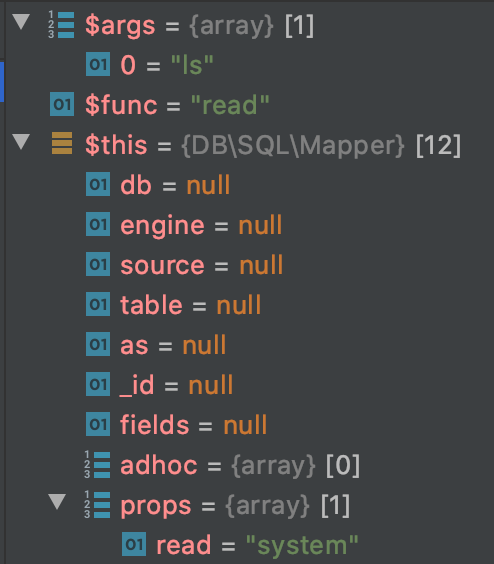 $args = {array} [1]
0 = "ls"
$func = "read"
$this = {DB\SQL\Mapper} [12]
db = null
engine = null
source = null
table = null
as = null
_id = null
fields = null
adhoc = {array} [0]
props = {array} [1]
read = "system"